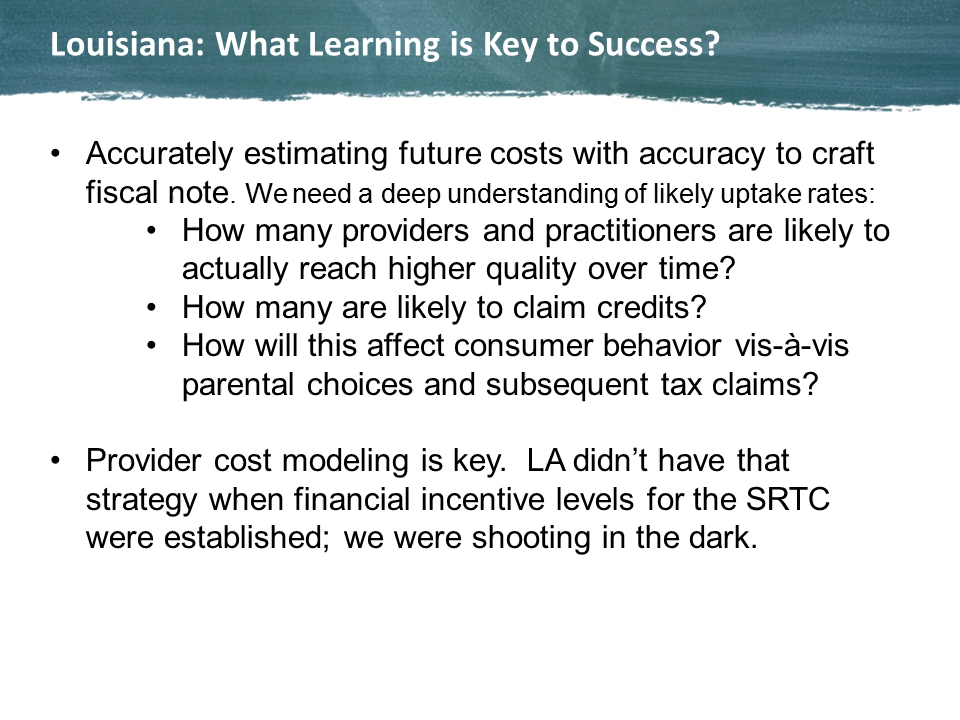 Louisiana: What Learning is Key to Success?
• Accurately estimating future costs with accuracy to craft
fiscal note. We need a deep understanding of likely uptake rates:
• How many providers and practitioners are likely to
actually reach higher quality over time?
• How many are likely to claim credits?
• How will this affect consumer behavior vis-à-vis
parental choices and subsequent tax claims?
• Provider cost modeling is key.  LA didn’t have that
strategy when financial incentive levels for the SRTC
were established; we were shooting in the dark.